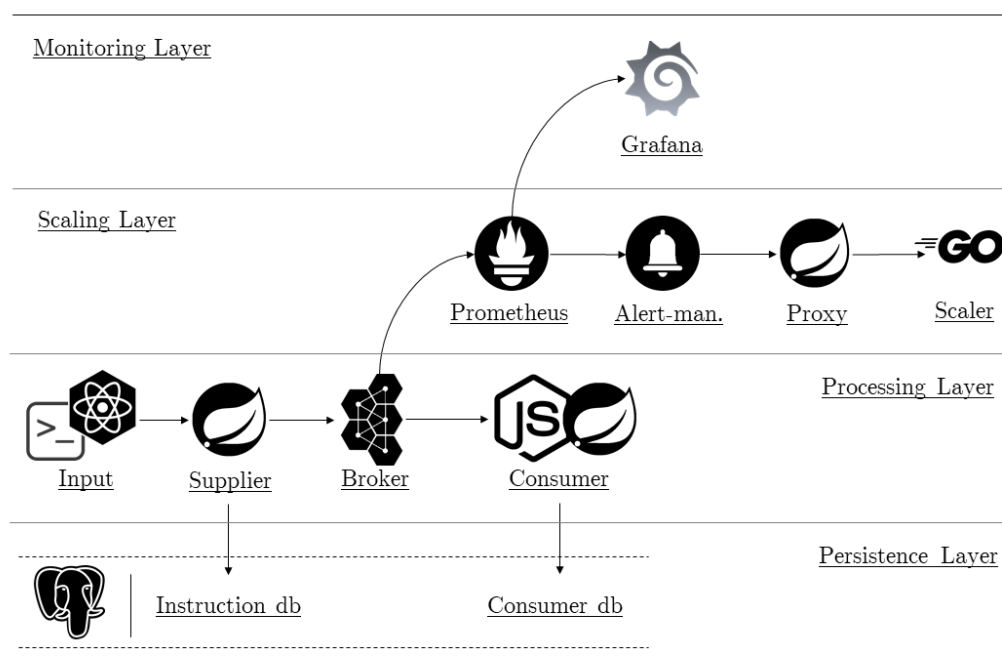 Monitoring Layer
Grafana
Scaling Layer
GO
Prometheus
Alert-man.
Proxy
Scaler
Processing Layer
>_
JS
Input
Supplier
Broker
Consumer
Persistence Layer
Instruction db
Consumer db